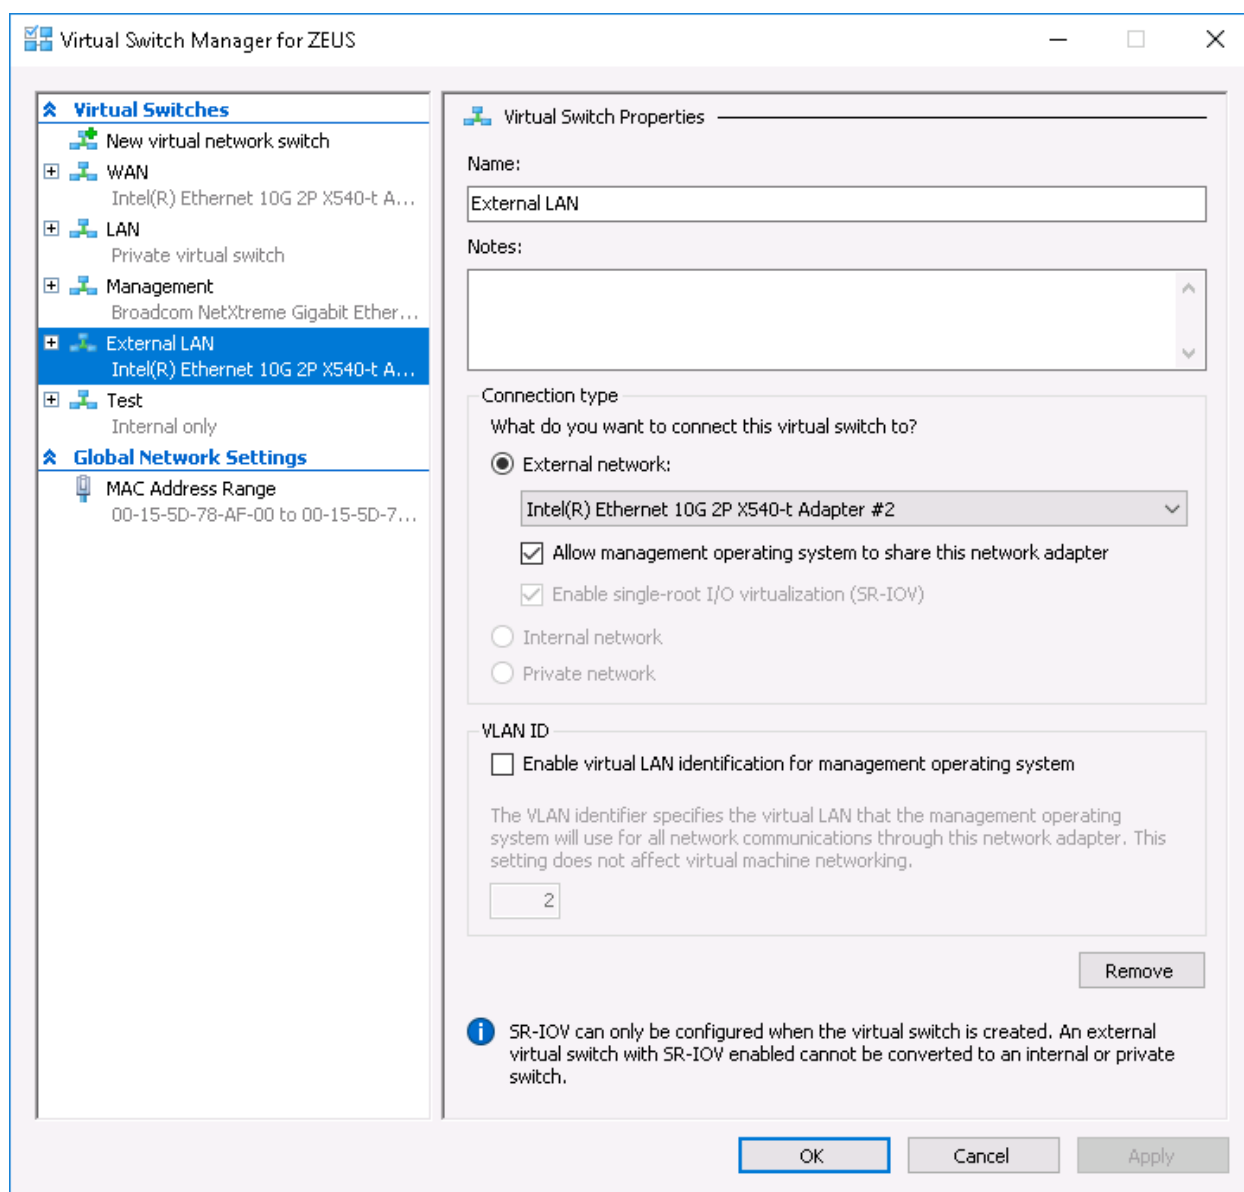 Virtual Switch Manager for ZEUS
Virtual Switches
New virtual network switch
WAN
Intel(R) Ethernet 10G 2P X540-t A...
LAN
Private virtual switch
Management
Broadcom NetXtreme Gigabit Ether...
External LAN
Intel(R) Ethernet 10G 2P X540-t A...
Test
Internal only
Global Network Settings
MAC Address Range
00-15-5D-78-AF-00 to 00-15-5D-7...
Virtual Switch Properties
Name:
External LAN
Notes:
Connection type
What do you want to connect this virtual switch to?
External network:
Intel(R) Ethernet 10G 2P X540-t Adapter #2
Allow management operating system to share this network adapter
Enable single-root I/O virtualization (SR-IOV)
Internal network
Private network
VLAN ID
Enable virtual LAN identification for management operating system
The VLAN identifier specifies the virtual LAN that the management operating
system will use for all network communications through this network adapter. This
setting does not affect virtual machine networking.
2
Remove
SR-IOV can only be configured when the virtual switch is created. An external
virtual switch with SR-IOV enabled cannot be converted to an internal or private
switch.
OK
Cancel
Apply